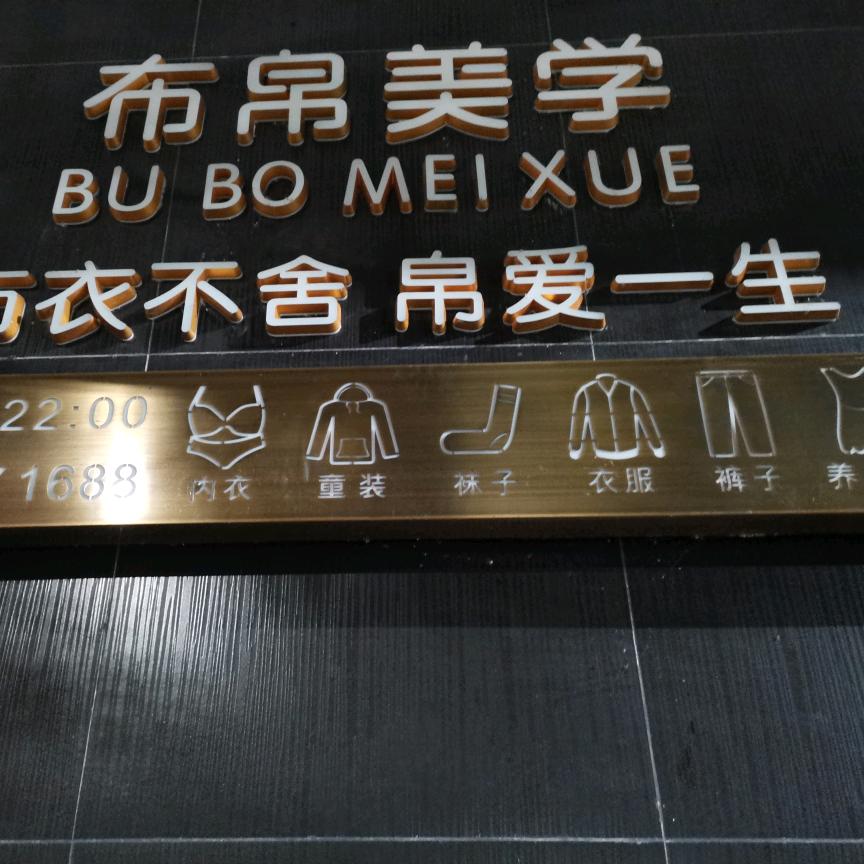 布帛美学
BU BO MEI XUE
衣不舍 帛爱一生
22:00
1688
内衣 童装 袜子 衣服 裤子 养